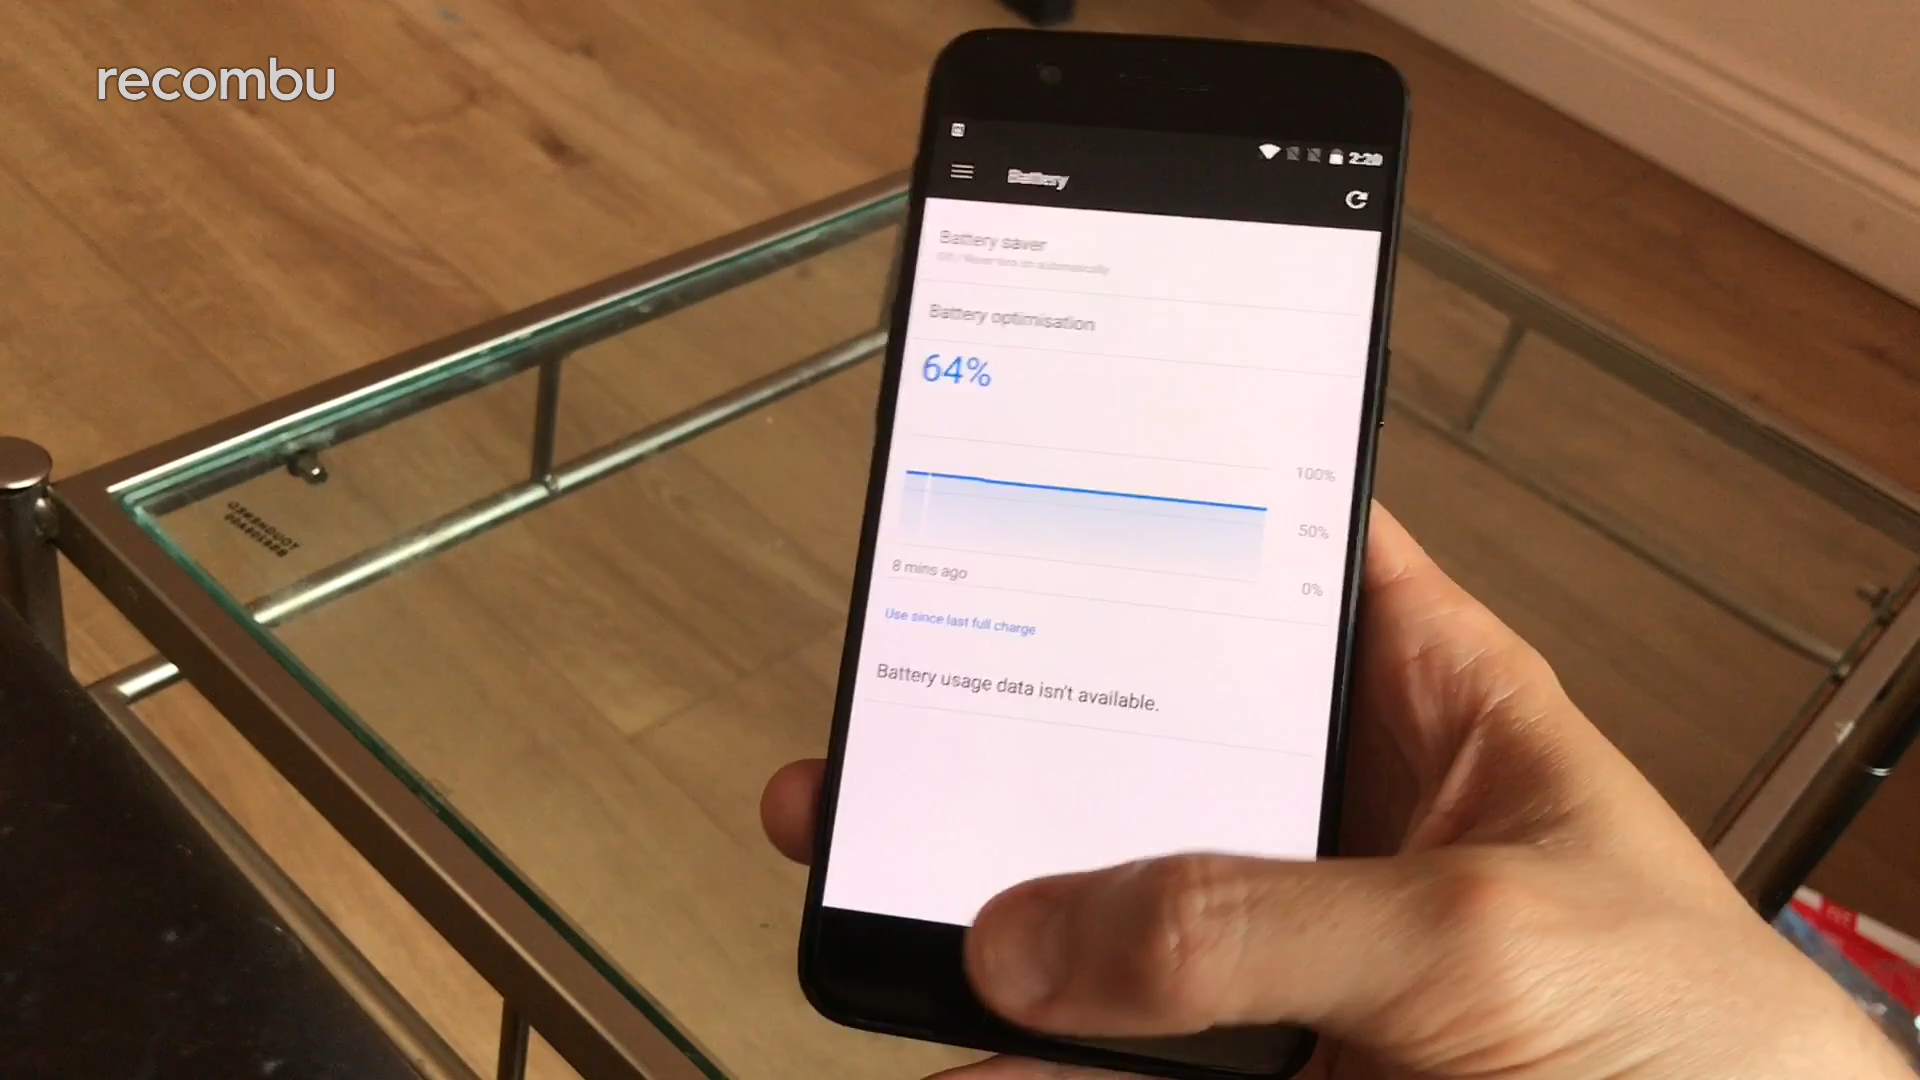 recombu
2:20
Battery
Battery saver
Battery optimisation
64%
100%
50%
0%
8 mins ago
Use since last full charge
Battery usage data isn't available.